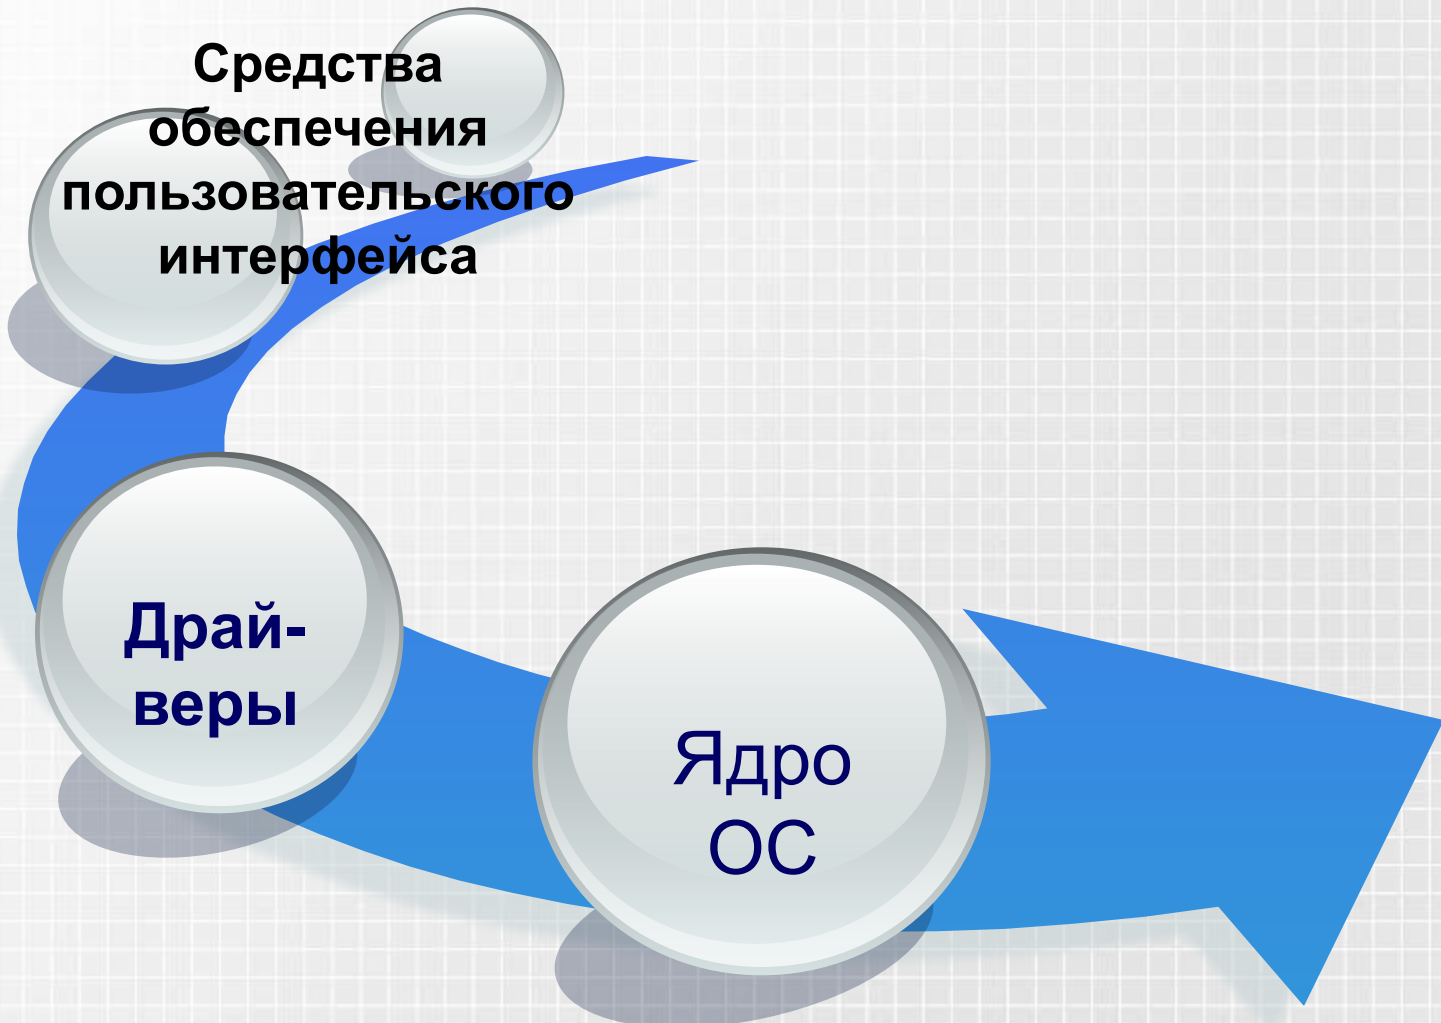 Средства
обеспечения
пользовательского
интерфейса
Драй-
веры
Ядро
ОС